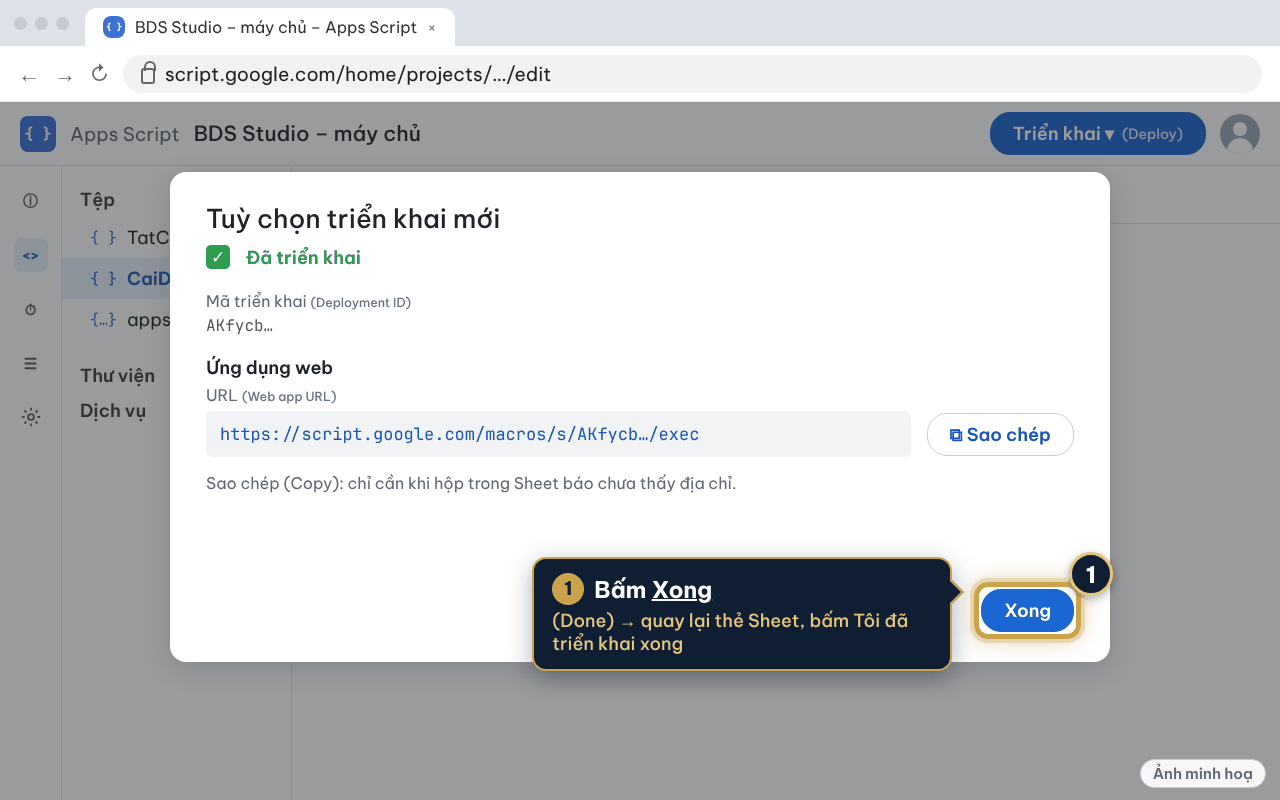 { } BDS Studio – máy chủ – Apps Script ×
← → script.google.com/home/projects/.../edit
{ } Apps Script BDS Studio – máy chủ
Triển khai ▾ (Deploy)
Tệp
{ } TatC
<> { } CaiD
{…} apps
Thư viện
Dịch vụ
Tuỳ chọn triển khai mới
✓ Đã triển khai
Mã triển khai (Deployment ID)
AKfycb…
Ứng dụng web
URL (Web app URL)
https://script.google.com/macros/s/AKfycb…/exec
Sao chép
Sao chép (Copy): chỉ cần khi hộp trong Sheet báo chưa thấy địa chỉ.
1 Bấm Xong
(Done) → quay lại thẻ Sheet, bấm Tôi đã
triển khai xong
1
Xong
Ảnh minh hoạ